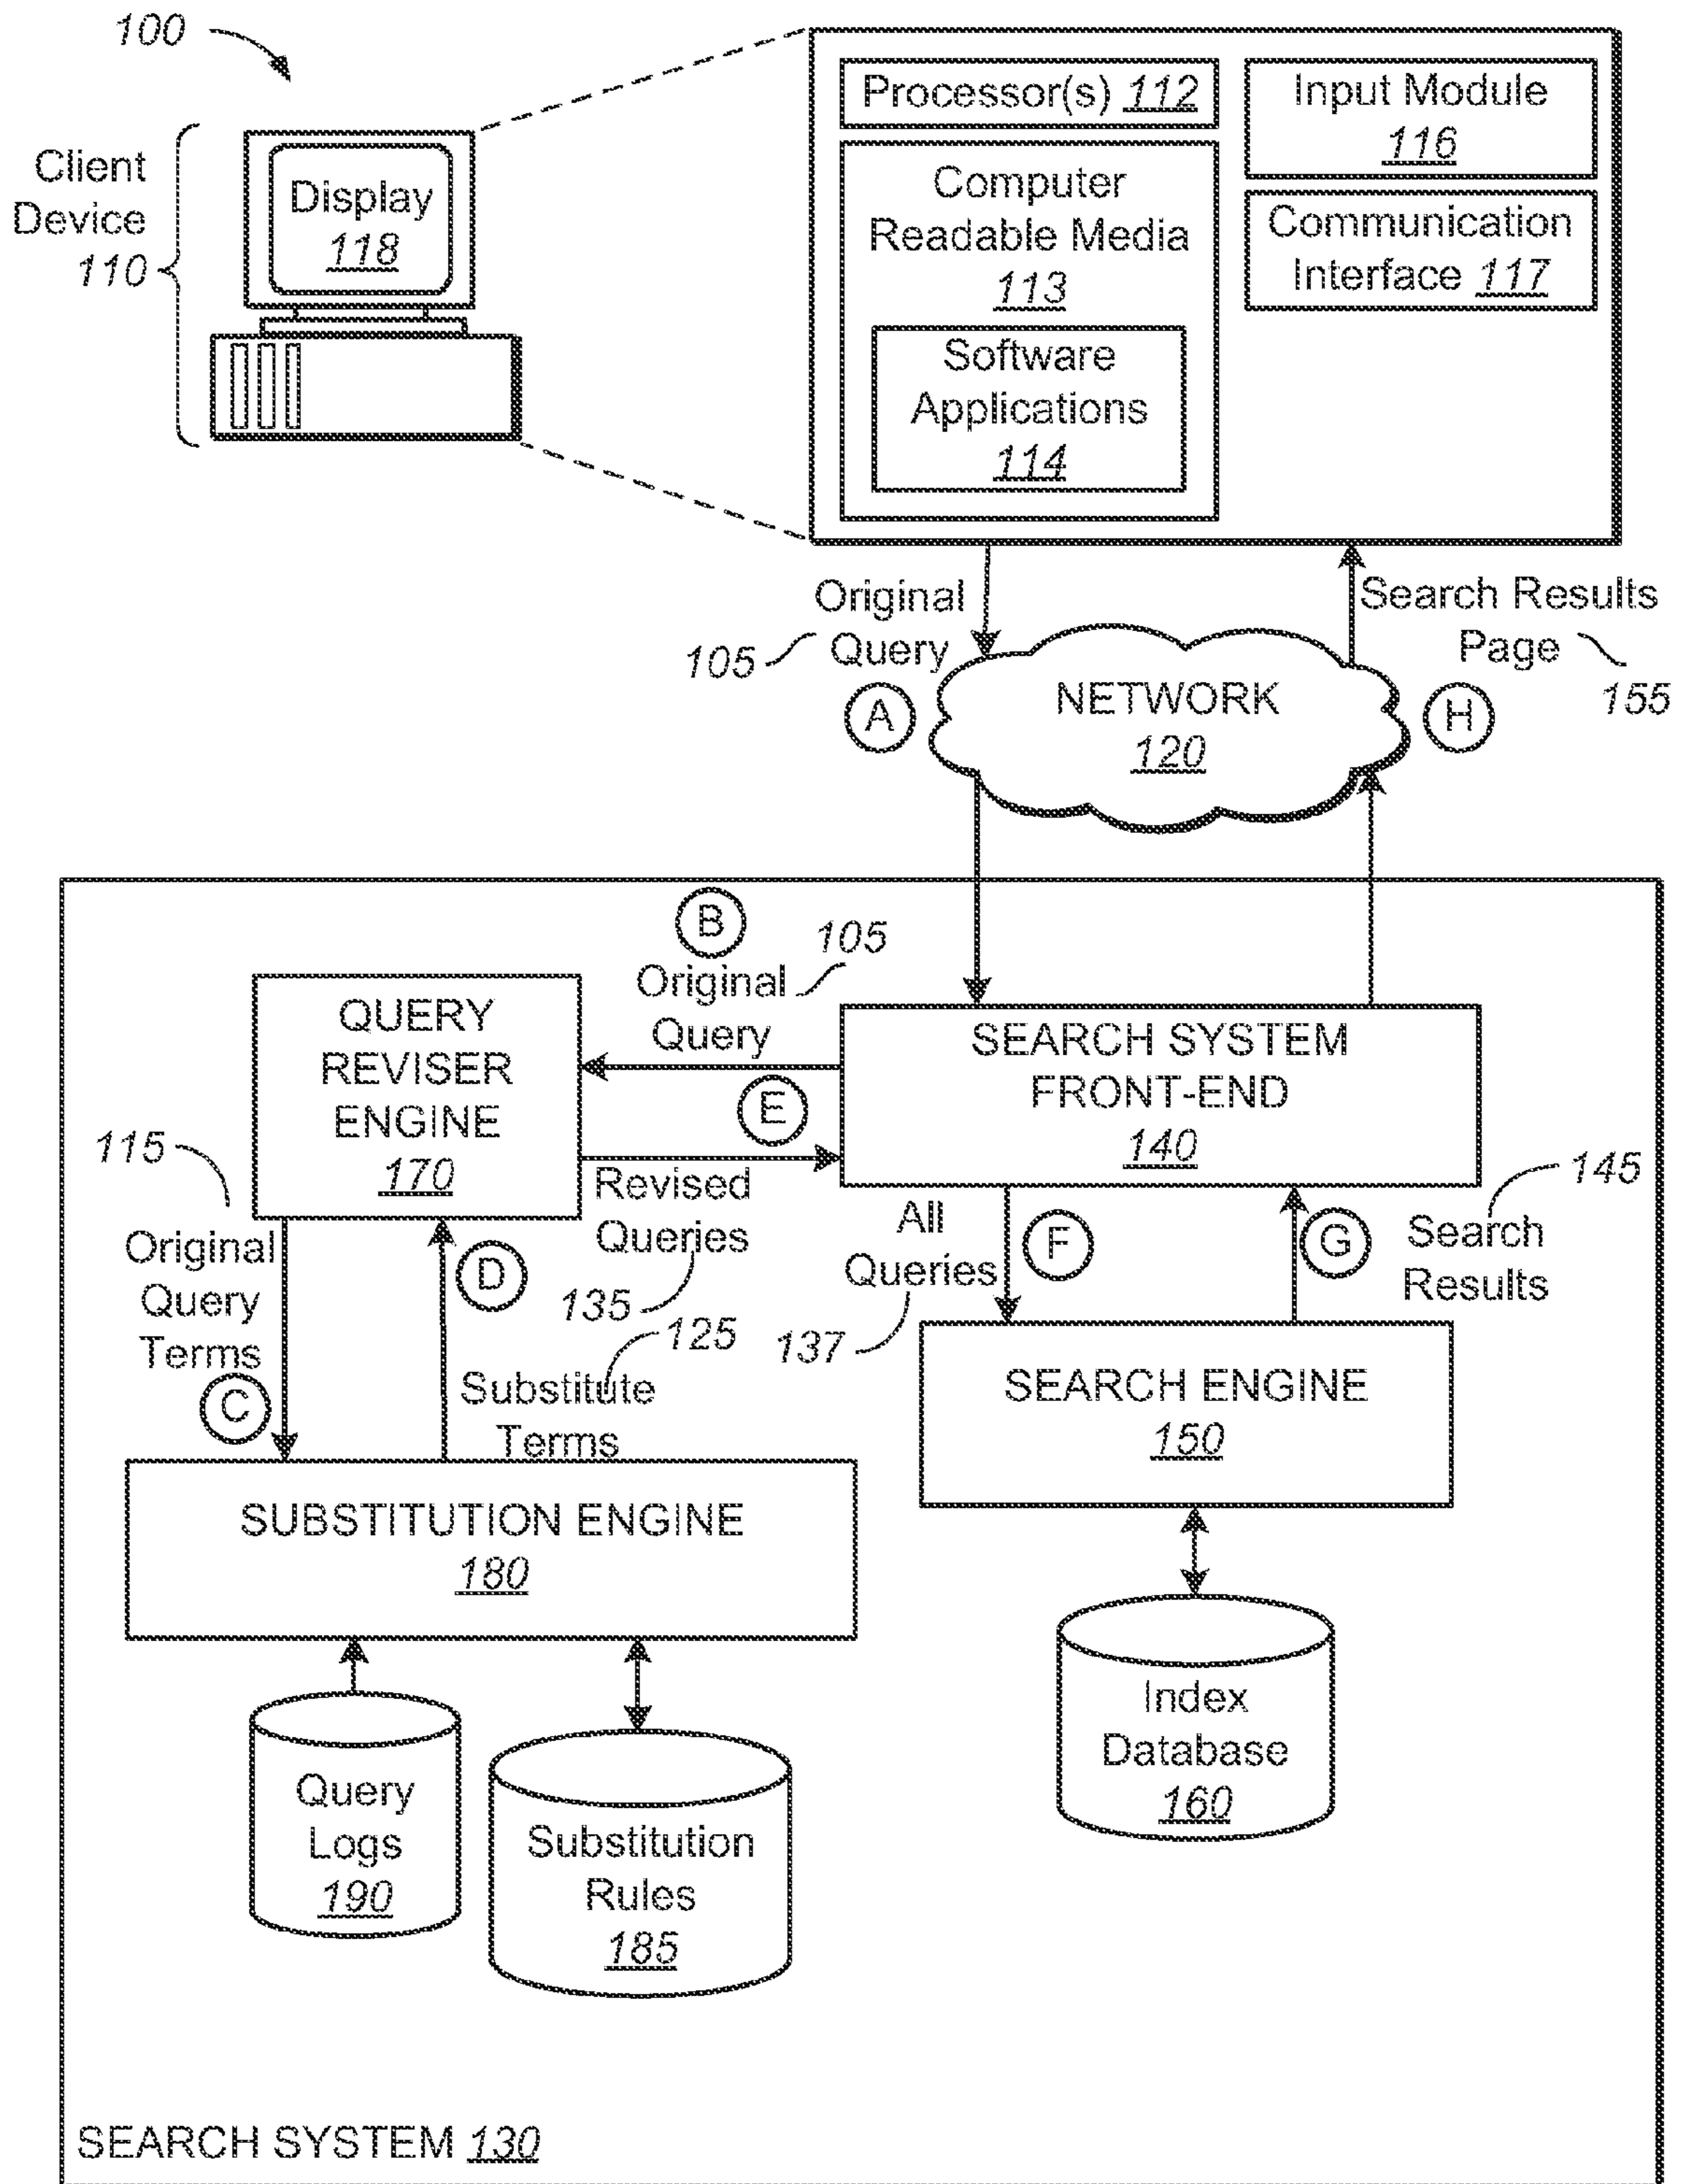 100
Client
Device
110
Display
118
Processor(s) 112
Computer
Readable Media
113
Software
Applications
114
Input Module
116
Communication
Interface 117
Original
Query
105
A
Search Results
Page
155
H
NETWORK
120
B
105
Original
Query
QUERY
REVISER
ENGINE
170
E
SEARCH SYSTEM
FRONT-END
140
115
Original
Query
Terms
C
D
Revised
Queries
135
125
Substitute
Terms
All
Queries
137
F
G
145
Search
Results
SEARCH ENGINE
150
SUBSTITUTION ENGINE
180
Query
Logs
190
Substitution
Rules
185
Index
Database
160
SEARCH SYSTEM 130